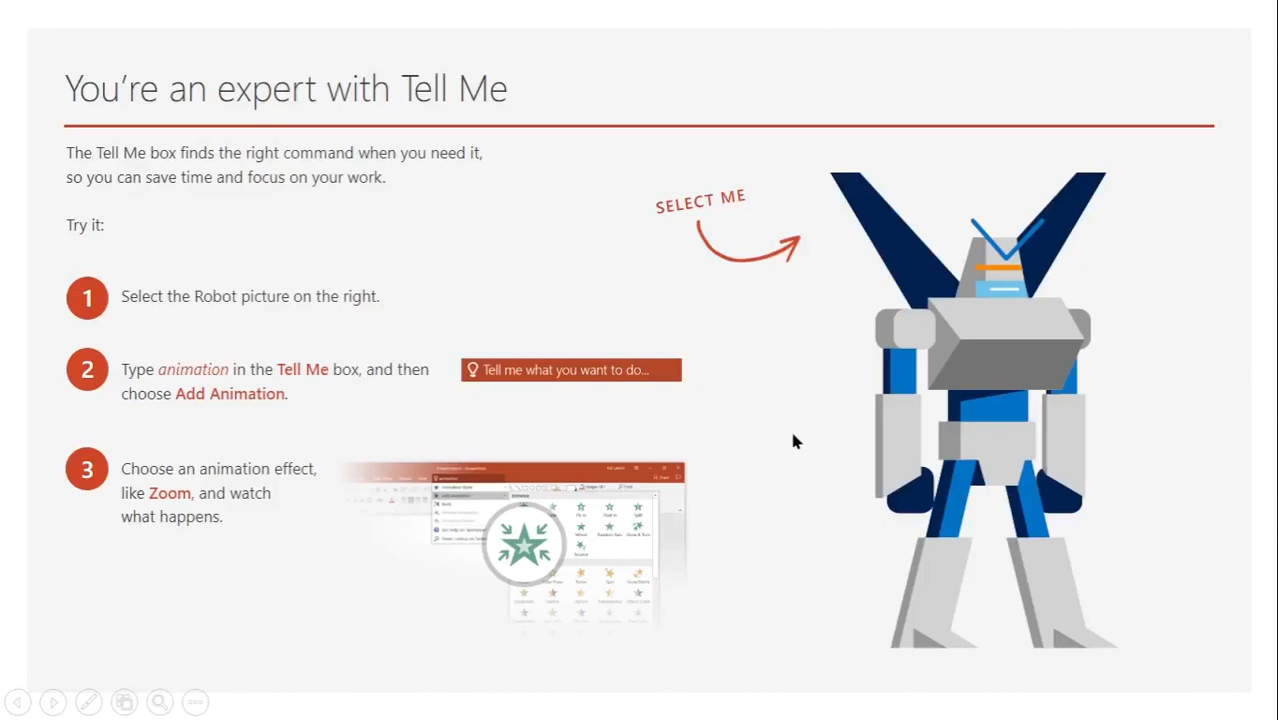 You're an expert with Tell Me
The Tell Me box finds the right command when you need it,
so you can save time and focus on your work.
SELECT ME
Try it:
1 Select the Robot picture on the right.
2 Type animation in the Tell Me box, and then
choose Add Animation.
Tell me what you want to do...
3 Choose an animation effect,
like Zoom, and watch
what happens.